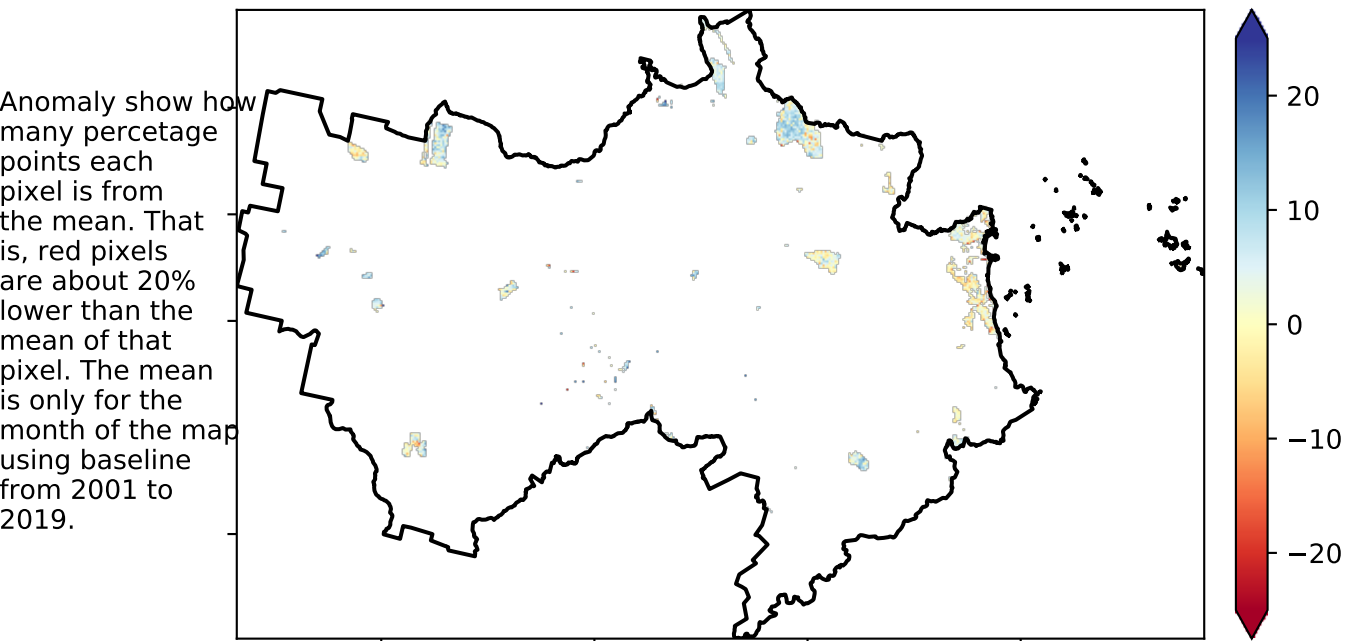 Anomaly show how
many percetage
points each
pixel is from
the mean. That
is, red pixels
are about 20%
lower than the
mean of that
pixel. The mean
is only for the
month of the map
using baseline
from 2001 to
2019.
20
10
0
−10
−20